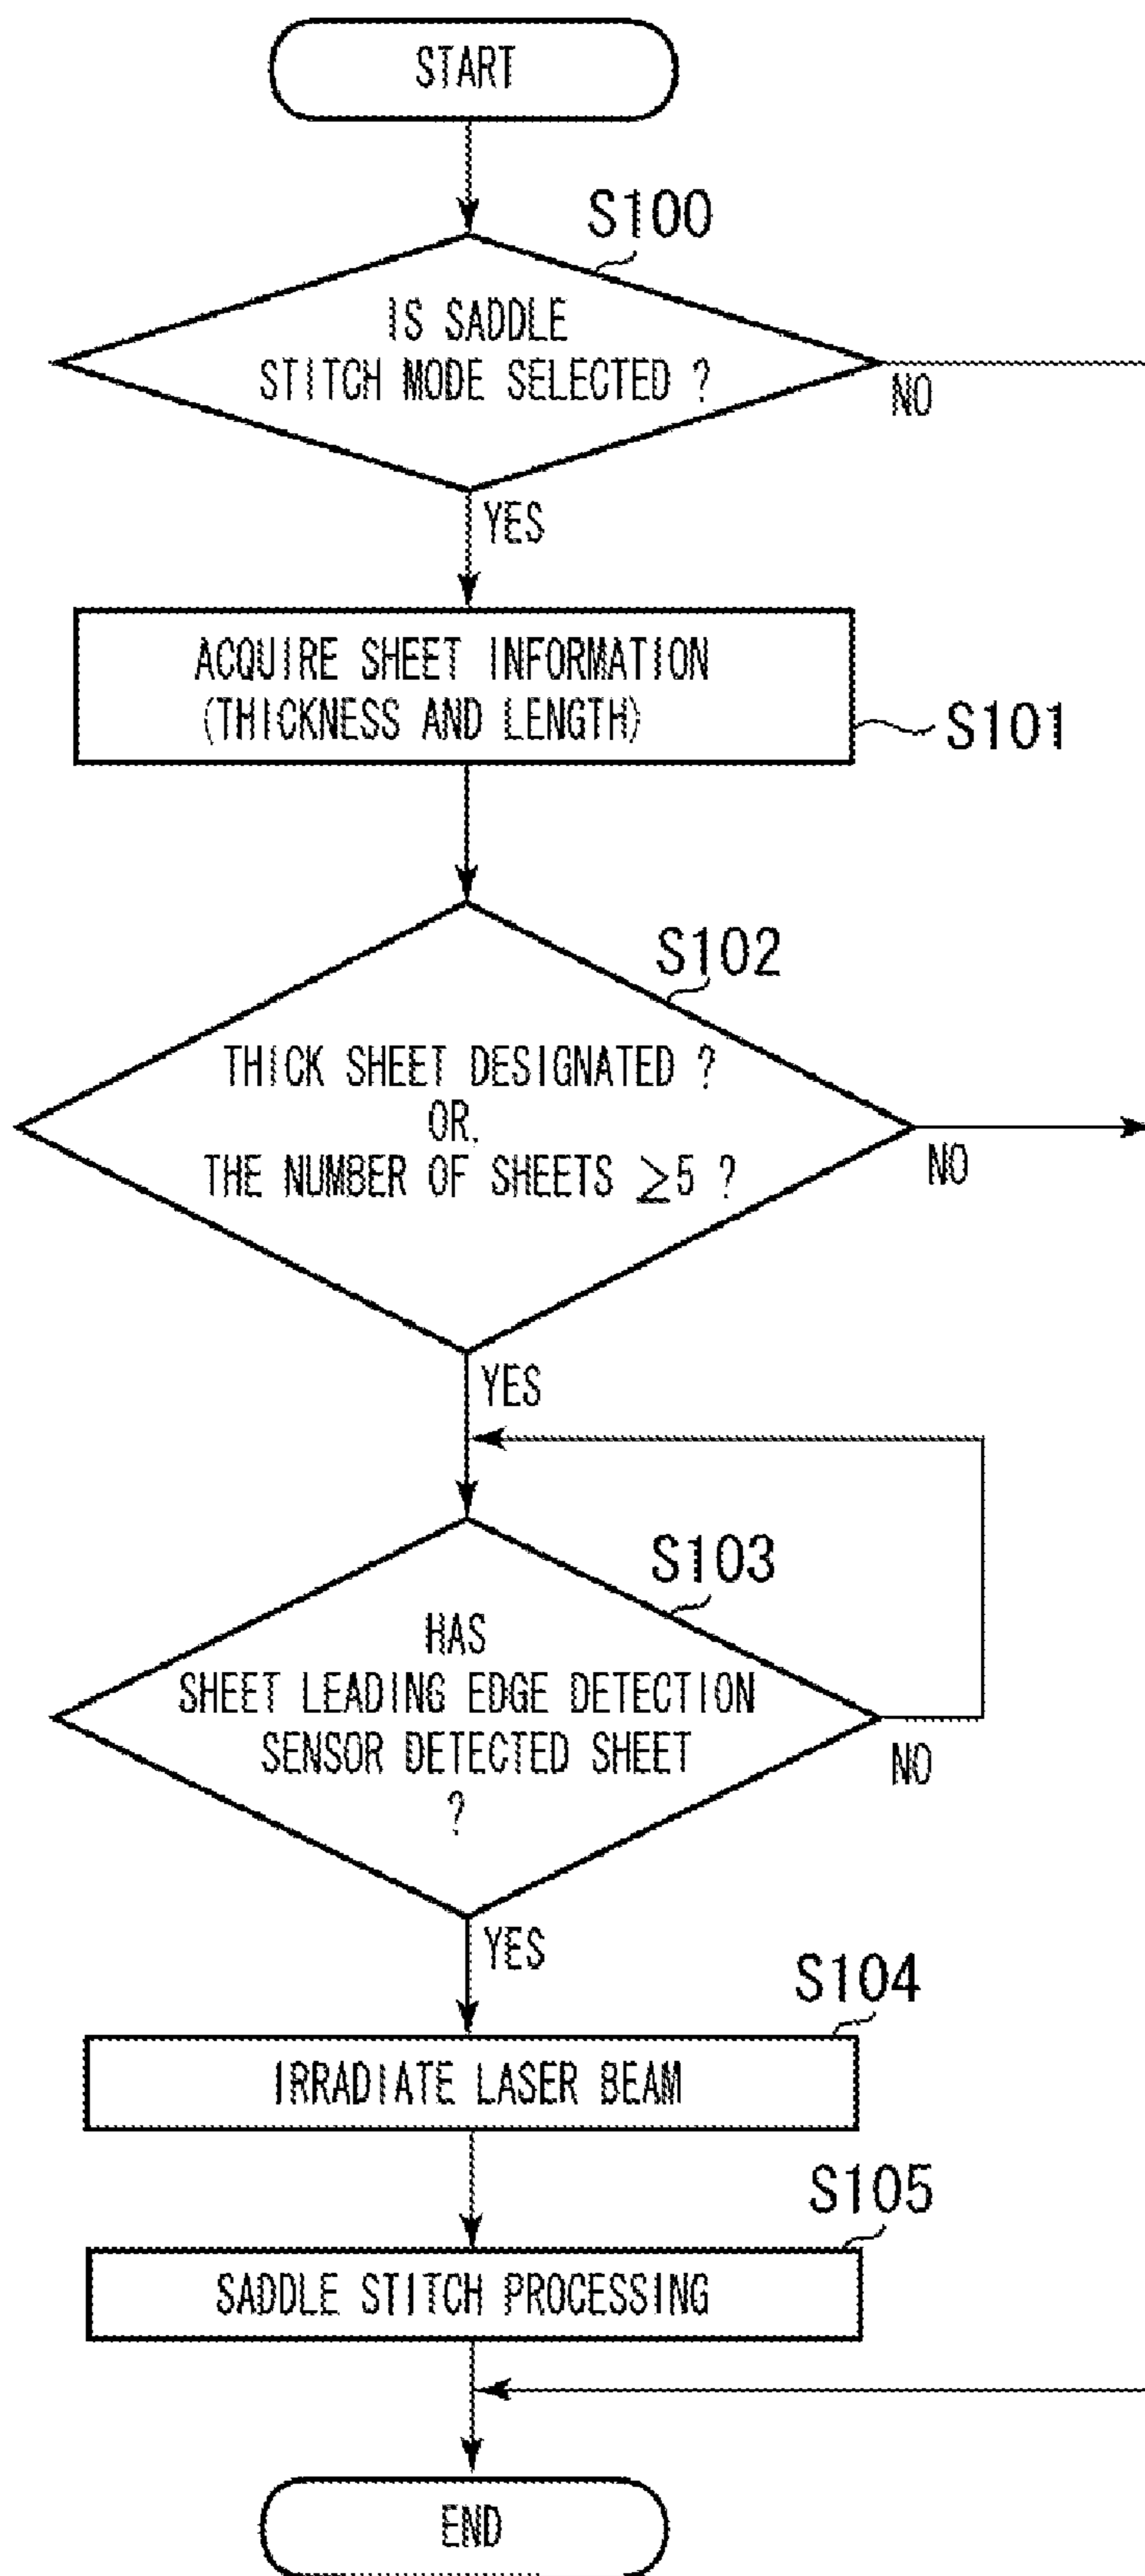 START
S100
IS SADDLE
STITCH MODE SELECTED ?
NO
YES
ACQUIRE SHEET INFORMATION
(THICKNESS AND LENGTH)
S101
S102
THICK SHEET DESIGNATED ?
OR,
THE NUMBER OF SHEETS ≥5 ?
NO
YES
S103
HAS
SHEET LEADING EDGE DETECTION
SENSOR DETECTED SHEET
?
NO
YES
S104
IRRADIATE LASER BEAM
S105
SADDLE STITCH PROCESSING
END